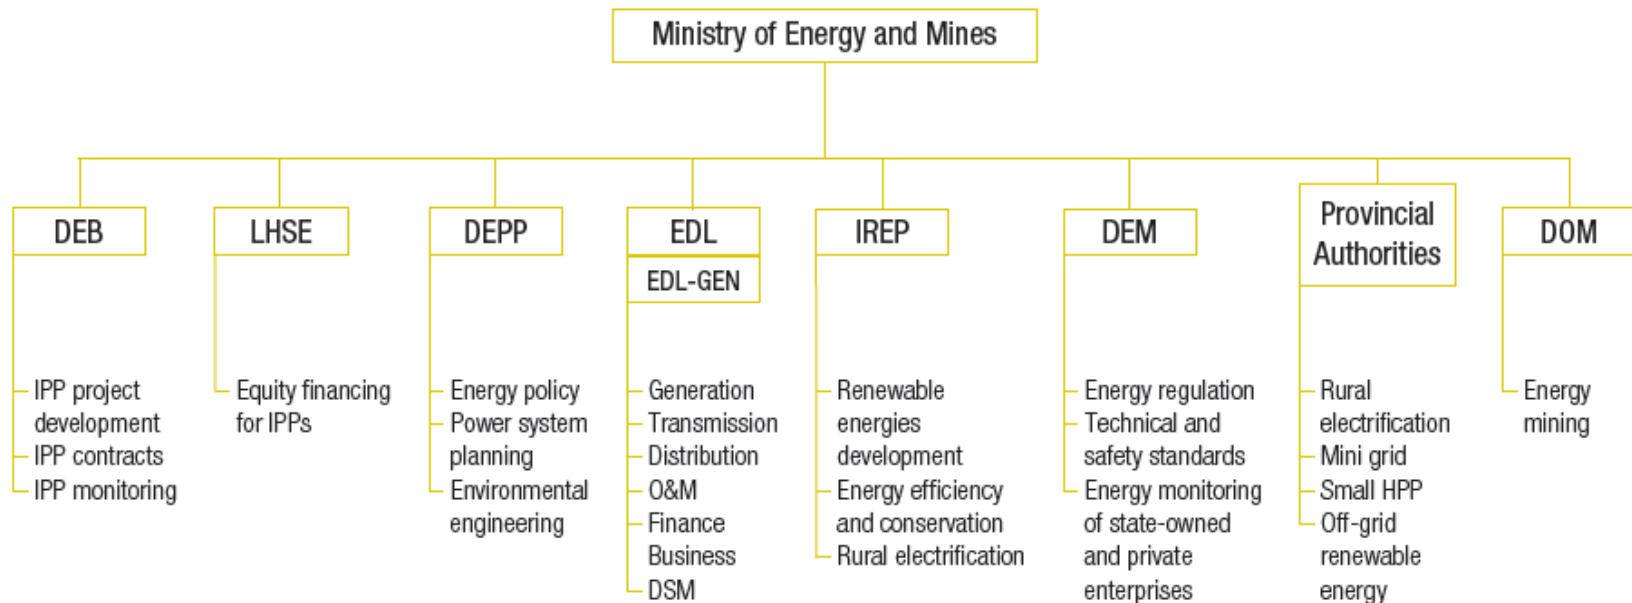 Ministry of Energy and Mines
DEB
IPP project
development
IPP contracts
IPP monitoring
LHSE
Equity financing
for IPPs
DEPP
Energy policy
Power system
planning
Environmental
engineering
EDL
EDL-GEN
Generation
Transmission
Distribution
O&M
Finance
Business
DSM
IREP
Renewable
energies
development
Energy efficiency
and conservation
Rural electrification
DEM
Energy regulation
Technical and
safety standards
Energy monitoring
of state-owned
and private
enterprises
Provincial
Authorities
Rural
electrification
Mini grid
Small HPP
Off-grid
renewable
energy
DOM
Energy
mining